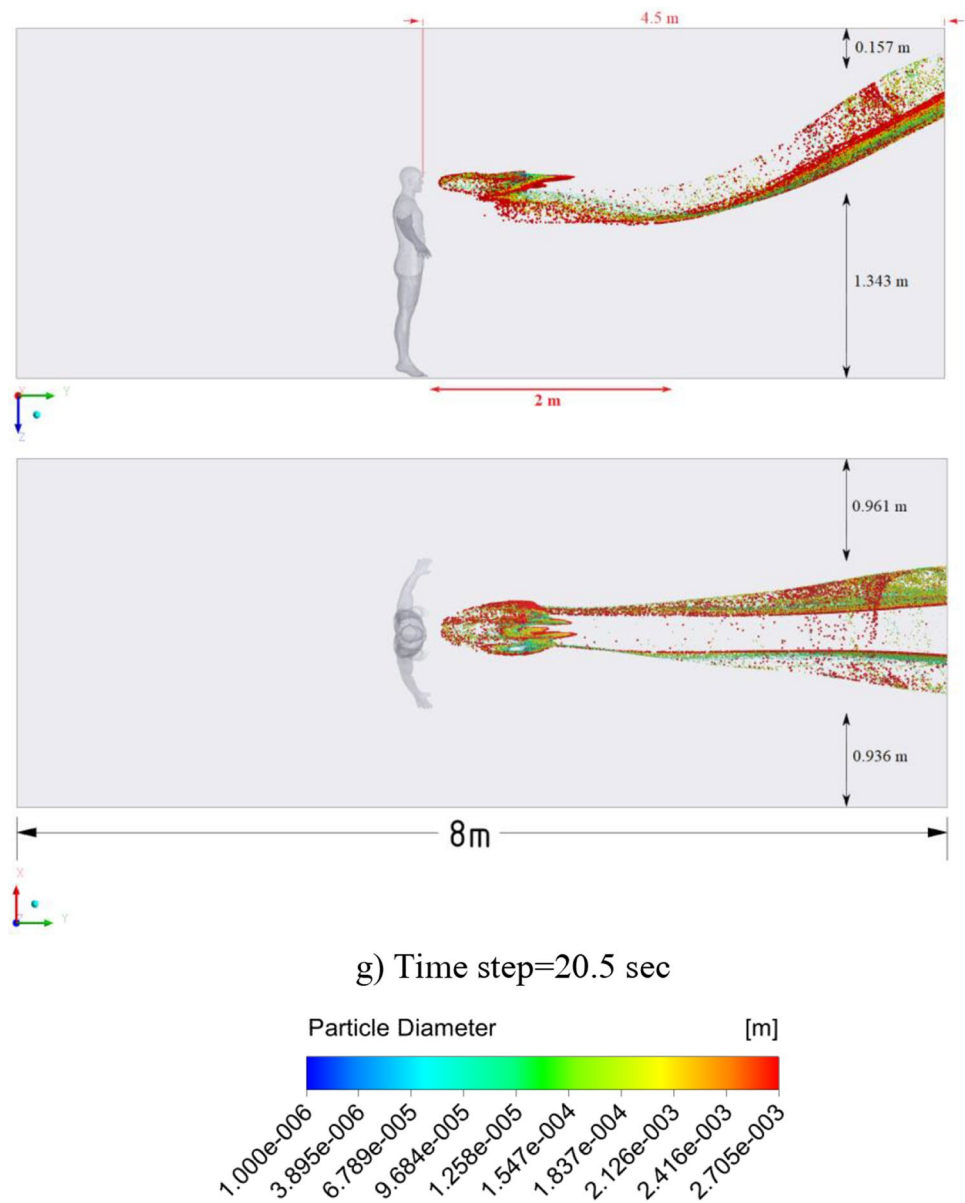 4.5 m
0.157 m
1.343 m
2 m
Y
Z
0.961 m
0.936 m
8m
X
Y
g) Time step=20.5 sec
Particle Diameter [m]
1.000e-006 3.895e-006 6.789e-005 9.684e-005 1.258e-005 1.547e-004 1.837e-004 2.126e-003 2.416e-003 2.705e-003